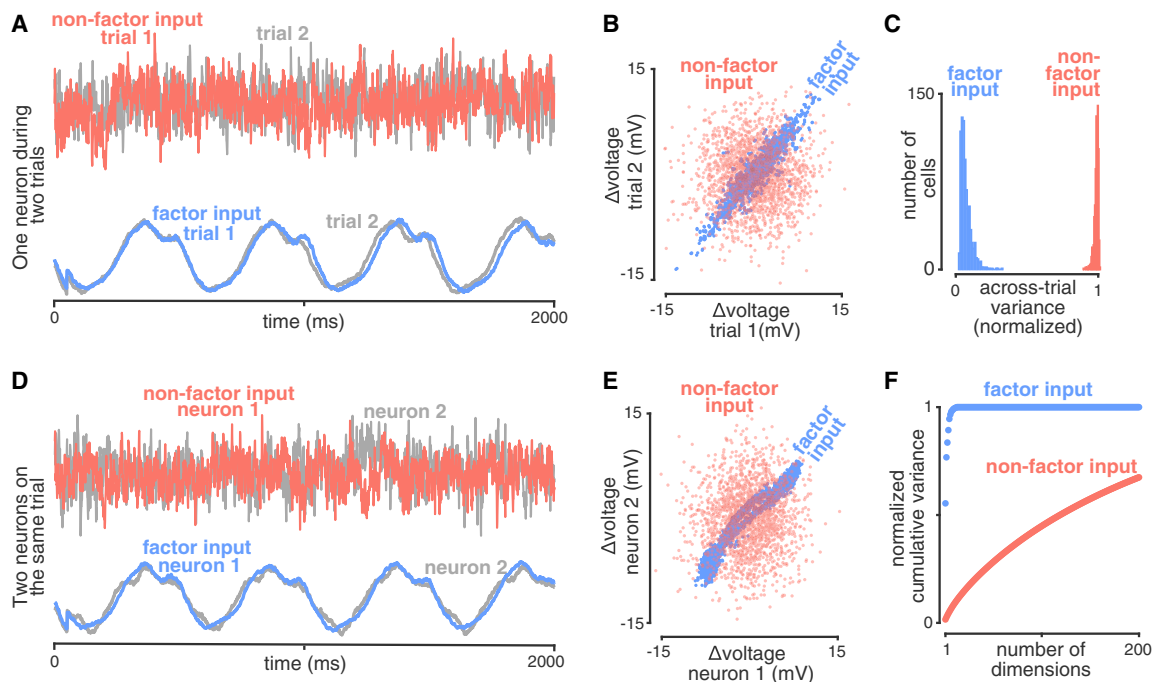 A
non-factor input
trial 1
trial 2
One neuron during
two trials
factor input
trial 1
trial 2
0
2000
time (ms)
B
non-factor
input
factor
input
15
-15
Δvoltage
trial 2 (mV)
-15
15
Δvoltage
trial 1(mV)
C
factor
input
non-
factor
input
150
0
number of
cells
0
1
across-trial
variance
(normalized)
D
non-factor input
neuron 1
neuron 2
Two neurons on
the same trial
factor input
neuron 1
neuron 2
0
2000
time (ms)
E
non-factor
input
factor
input
15
-15
Δvoltage
neuron 2 (mV)
-15
15
Δvoltage
neuron 1 (mV)
F
factor input
non-factor input
1
0
normalized
cumulative variance
1
200
number of
dimensions